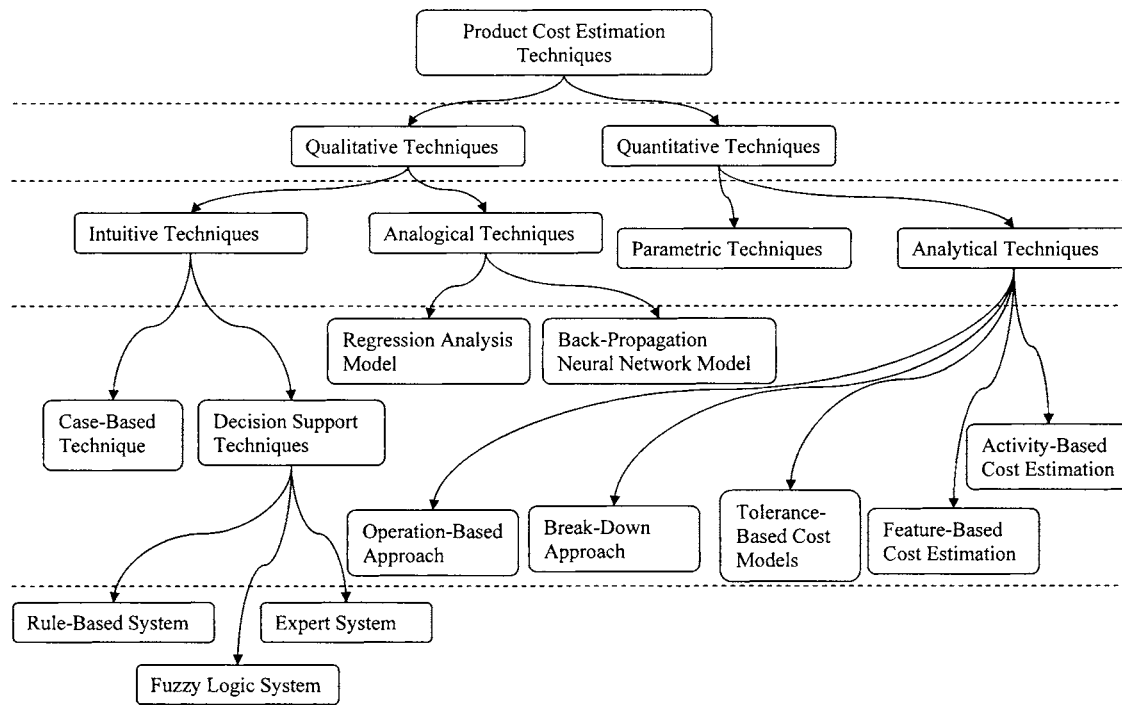 Product Cost Estimation
Techniques
Qualitative Techniques
Quantitative Techniques
Intuitive Techniques
Analogical Techniques
Parametric Techniques
Analytical Techniques
Regression Analysis
Model
Back-Propagation
Neural Network Model
Case-Based
Technique
Decision Support
Techniques
Activity-Based
Cost Estimation
Operation-Based
Approach
Break-Down
Approach
Tolerance-
Based Cost
Models
Feature-Based
Cost Estimation
Rule-Based System
Expert System
Fuzzy Logic System